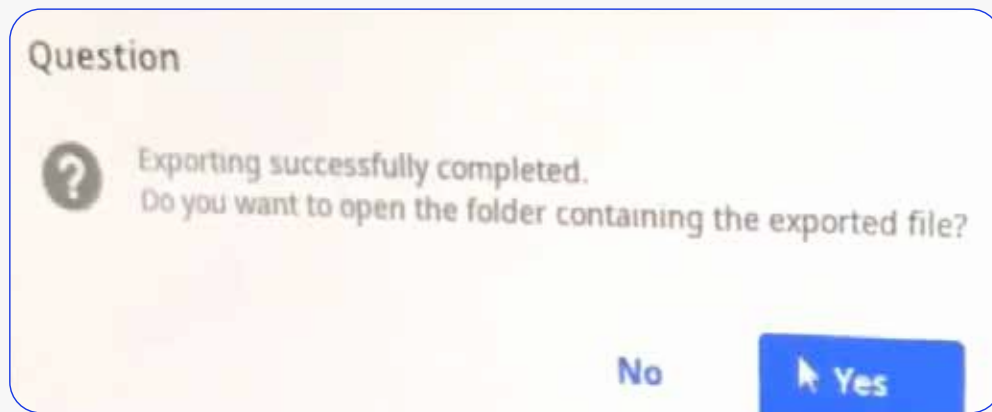 Question
Exporting successfully completed.
Do you want to open the folder containing the exported file?
No
Yes